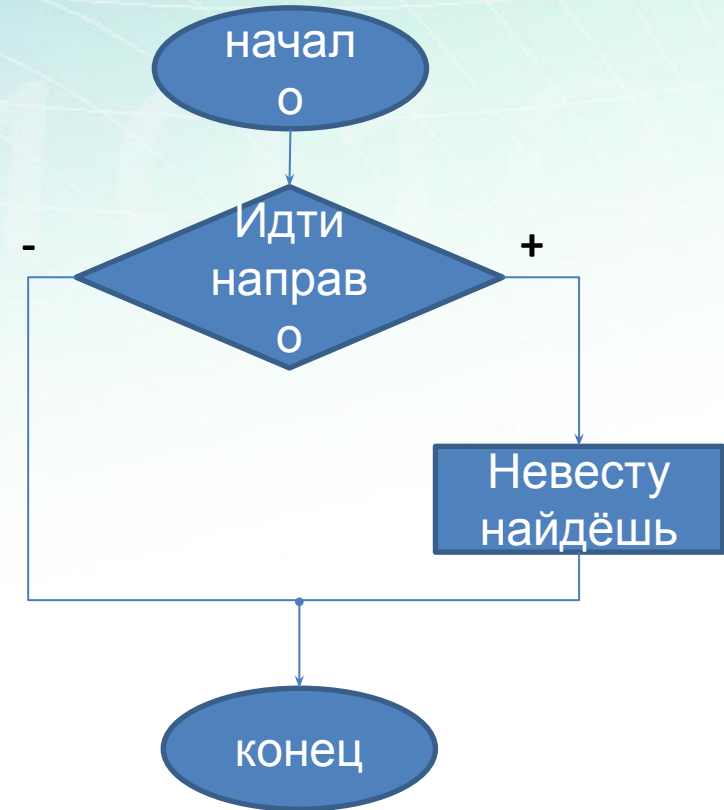 начал
о
Идти
направ
о
-
+
Невесту
найдёшь
конец